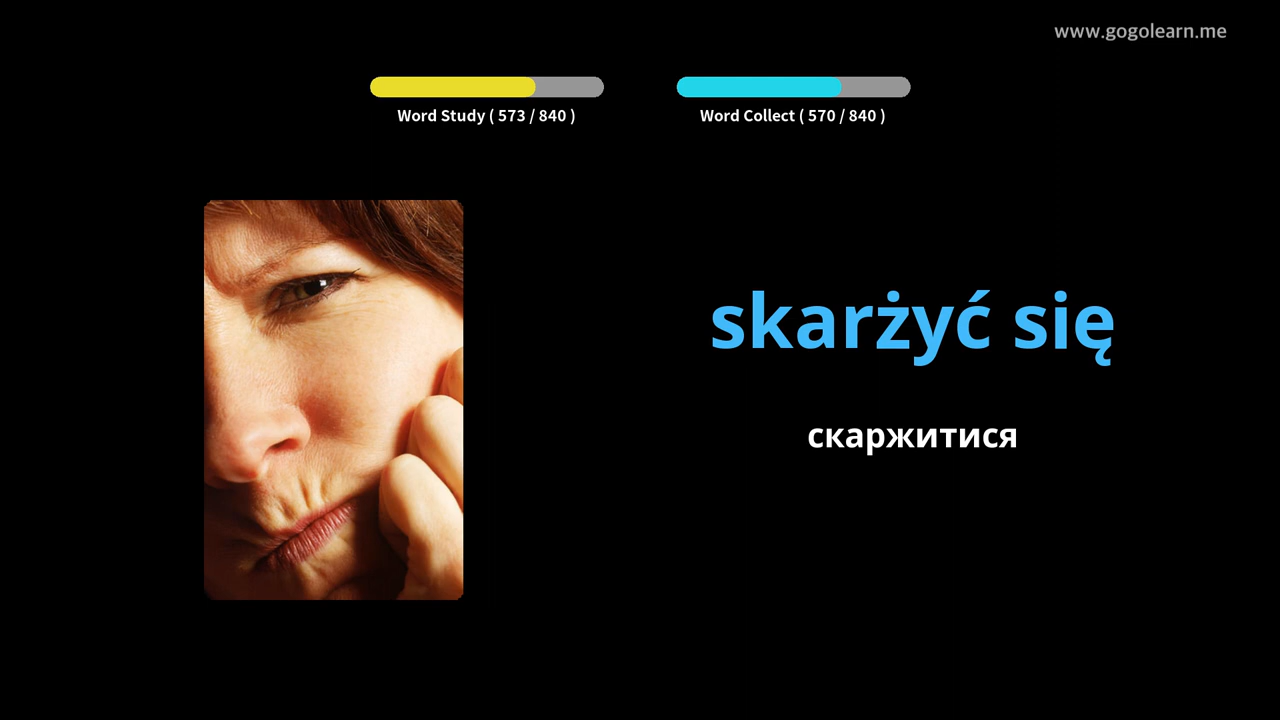 www.gogolearn.me
Word Study ( 573 / 840 )
Word Collect ( 570 / 840 )
skarżyć się
скаржитися